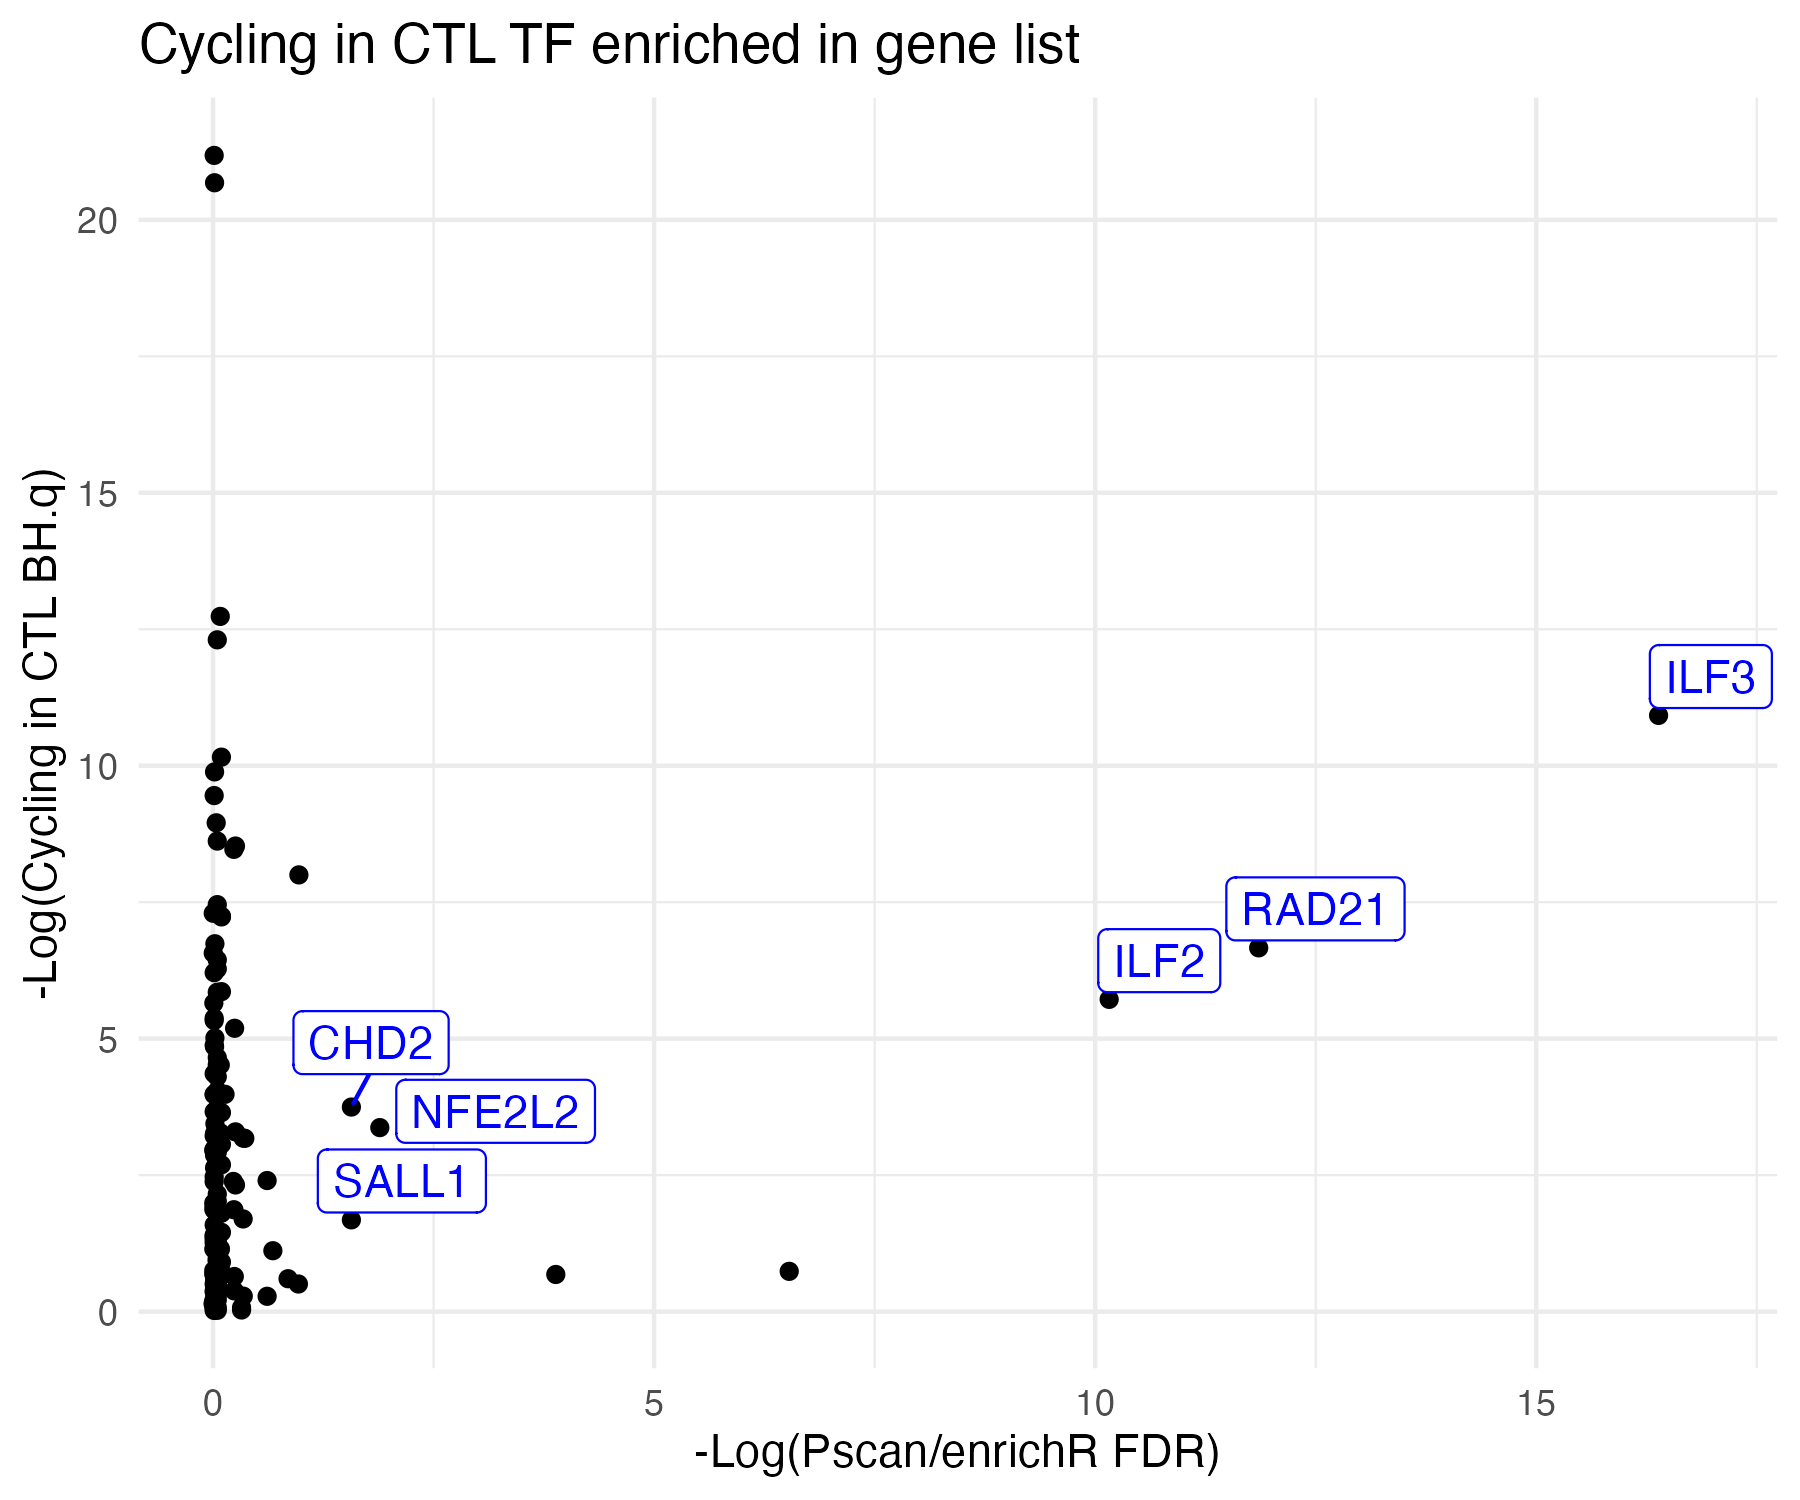 Cycling in CTL TF enriched in gene list
-Log(Cycling in CTL BH.q)
20
15
10
5
0
ILF3
RAD21
ILF2
CHD2
NFE2L2
SALL1
0
5
10
15
-Log(Pscan/enrichR FDR)